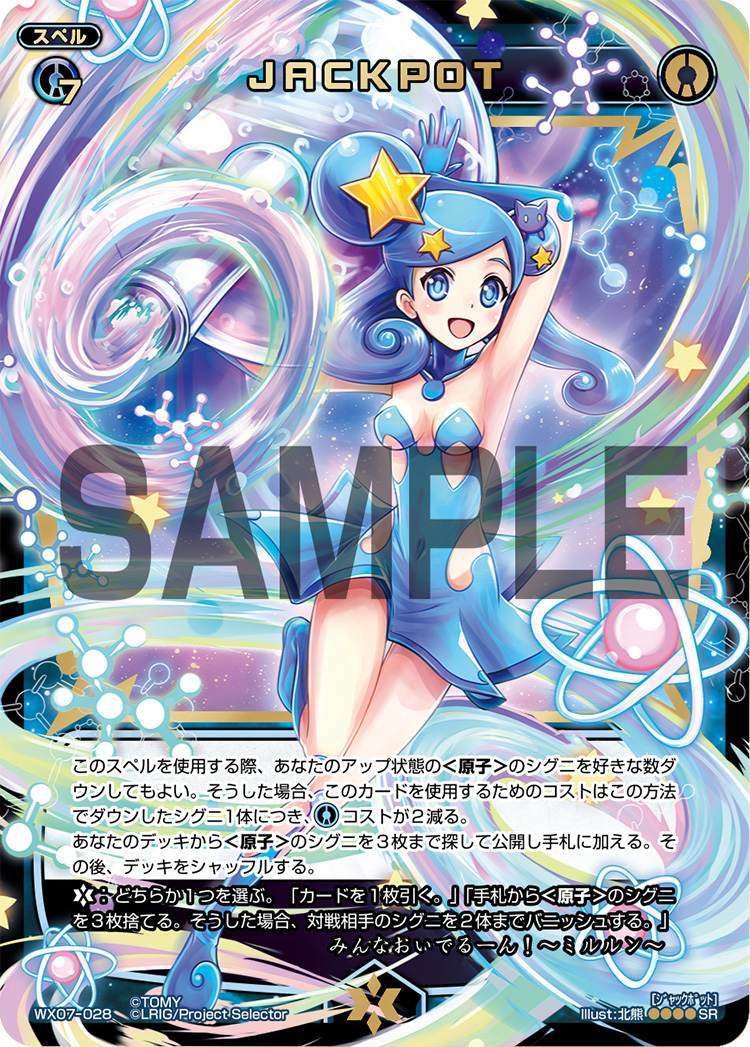 スペル
7
JACKPOT
SAMPLE
このスペルを使用する際、あなたのアップ状態の<原子>のシグニを好きな数ダ
ウンしてもよい。そうした場合、このカードを使用するためのコストはこの方法
でダウンしたシグニ1体につき、コストが2減る。
あなたのデッキから<原子>のシグニを3枚まで探して公開し手札に加える。そ
の後、デッキをシャッフルする。
:どちらか1つを選ぶ。「カードを1枚引く。」「手札から<原子>のシグニ
を3枚捨てる。そうした場合、対戦相手のシグニを2体までバニッシュする。」
みんなおいでるーん!~ミルルン~
[ジャックポット]
WX07-028 ©TOMY ©LRIG/Project Selector Illust:北熊 SR